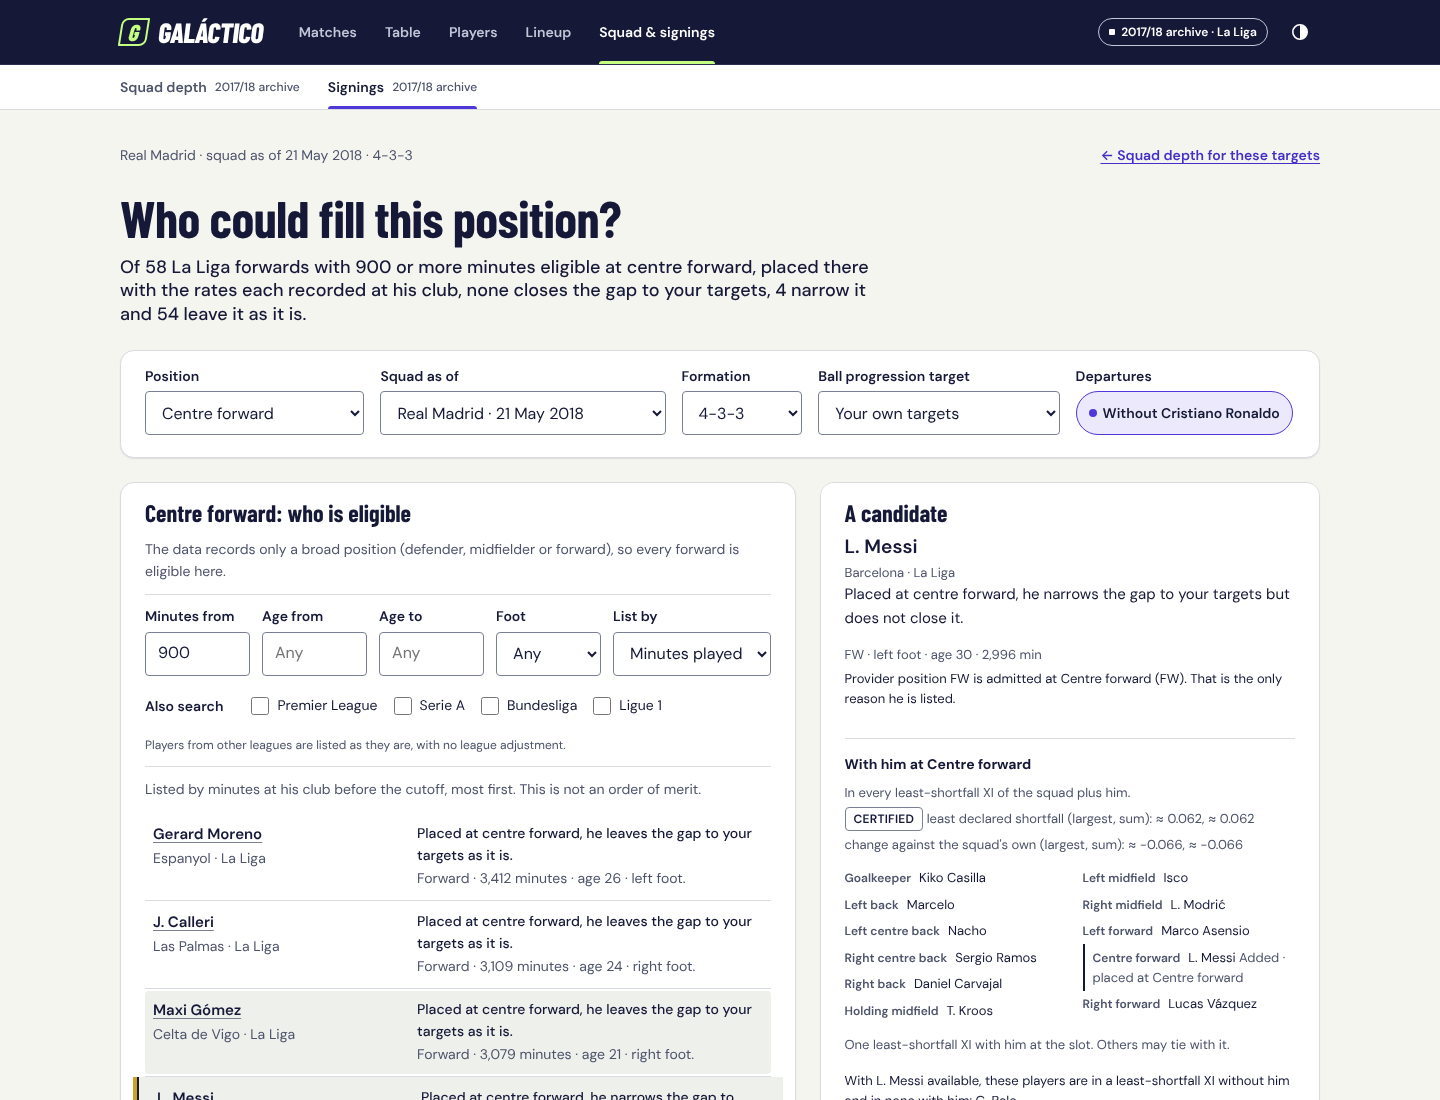 G GALÁCTICO Matches Table Players Lineup Squad & signings 2017/18 archive · La Liga
Squad depth 2017/18 archive Signings 2017/18 archive
Real Madrid · squad as of 21 May 2018 · 4-3-3
← Squad depth for these targets
Who could fill this position?
Of 58 La Liga forwards with 900 or more minutes eligible at centre forward, placed there
with the rates each recorded at his club, none closes the gap to your targets, 4 narrow it
and 54 leave it as it is.
Position Squad as of Formation Ball progression target Departures
Centre forward Real Madrid · 21 May 2018 4-3-3 Your own targets Without Cristiano Ronaldo
Centre forward: who is eligible
The data records only a broad position (defender, midfielder or forward), so every forward is
eligible here.
Minutes from Age from Age to Foot List by
900 Any Any Any Minutes played
Also search Premier League Serie A Bundesliga Ligue 1
Players from other leagues are listed as they are, with no league adjustment.
Listed by minutes at his club before the cutoff, most first. This is not an order of merit.
Gerard Moreno
Espanyol · La Liga
Placed at centre forward, he leaves the gap to your
targets as it is.
Forward · 3,412 minutes · age 26 · left foot.
J. Calleri
Las Palmas · La Liga
Placed at centre forward, he leaves the gap to your
targets as it is.
Forward · 3,109 minutes · age 24 · right foot.
Maxi Gómez
Celta de Vigo · La Liga
Placed at centre forward, he leaves the gap to your
targets as it is.
Forward · 3,079 minutes · age 21 · right foot.
L. Messi
Placed at centre forward, he narrows the gap to
A candidate
L. Messi
Barcelona · La Liga
Placed at centre forward, he narrows the gap to your targets but
does not close it.
FW · left foot · age 30 · 2,996 min
Provider position FW is admitted at Centre forward (FW). That is the only
reason he is listed.
With him at Centre forward
In every least-shortfall XI of the squad plus him.
CERTIFIED least declared shortfall (largest, sum): ≈ 0.062, ≈ 0.062
change against the squad's own (largest, sum): ≈ -0.066, ≈ -0.066
Goalkeeper Kiko Casilla
Left back Marcelo
Left centre back Nacho
Right centre back Sergio Ramos
Right back Daniel Carvajal
Holding midfield T. Kroos
Left midfield Isco
Right midfield L. Modrić
Left forward Marco Asensio
Centre forward L. Messi Added ·
placed at Centre forward
Right forward Lucas Vázquez
One least-shortfall XI with him at the slot. Others may tie with it.
With L. Messi available, these players are in a least-shortfall XI without him
and in none with him: G. Bale